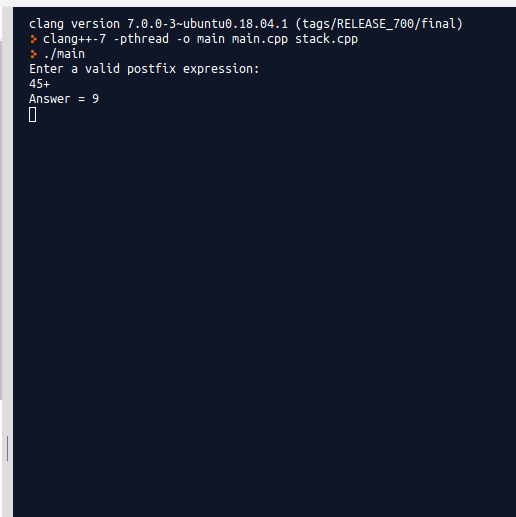 clang version 7.0.0-3~ubuntu0.18.04.1 (tags/RELEASE_700/final)
> clang++-7 -pthread -o main main.cpp stack.cpp
> ./main
Enter a valid postfix expression:
45+
Answer = 9